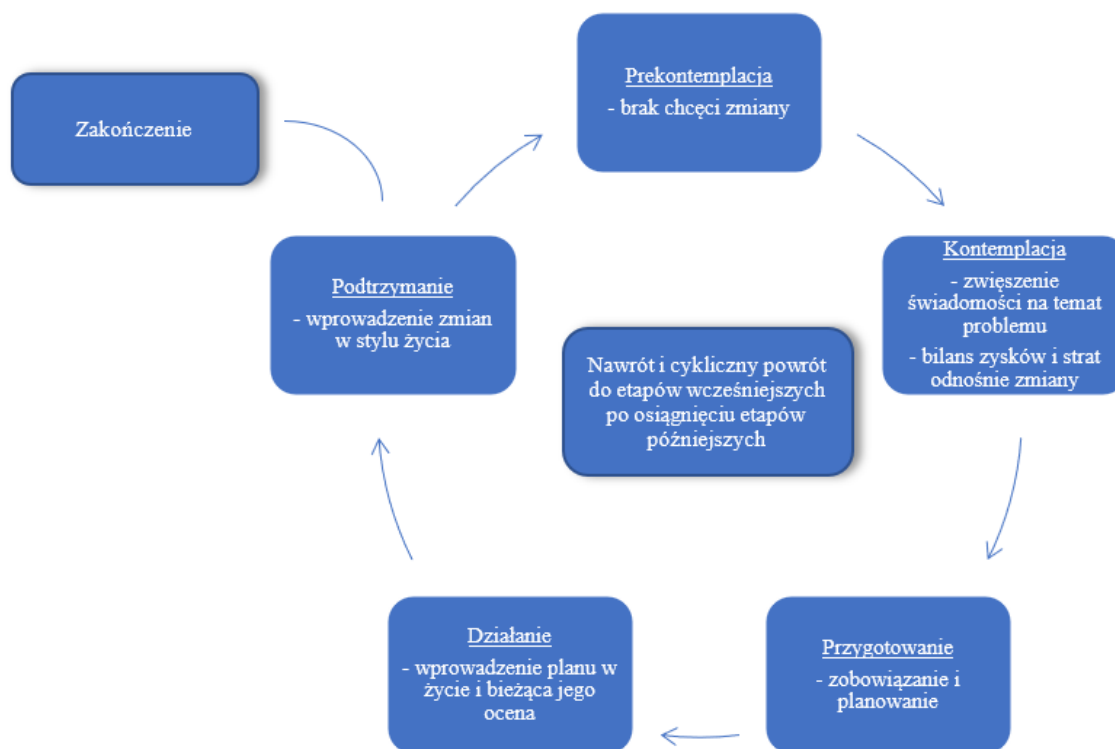 Prekontemplacja
- brak chcęci zmiany
Zakończenie
Kontemplacja
- zwięszenie
świadomości na temat
problemu
- bilans zysków i strat
odnośnie zmiany
Podtrzymanie
- wprowadzenie zmian
w stylu życia
Nawrót i cykliczny powrót
do etapów wcześniejszych
po osiągnięciu etapów
późniejszych
Działanie
- wprowadzenie planu w
życie i bieżąca jego
ocena
Przygotowanie
- zobowiązanie i
planowanie